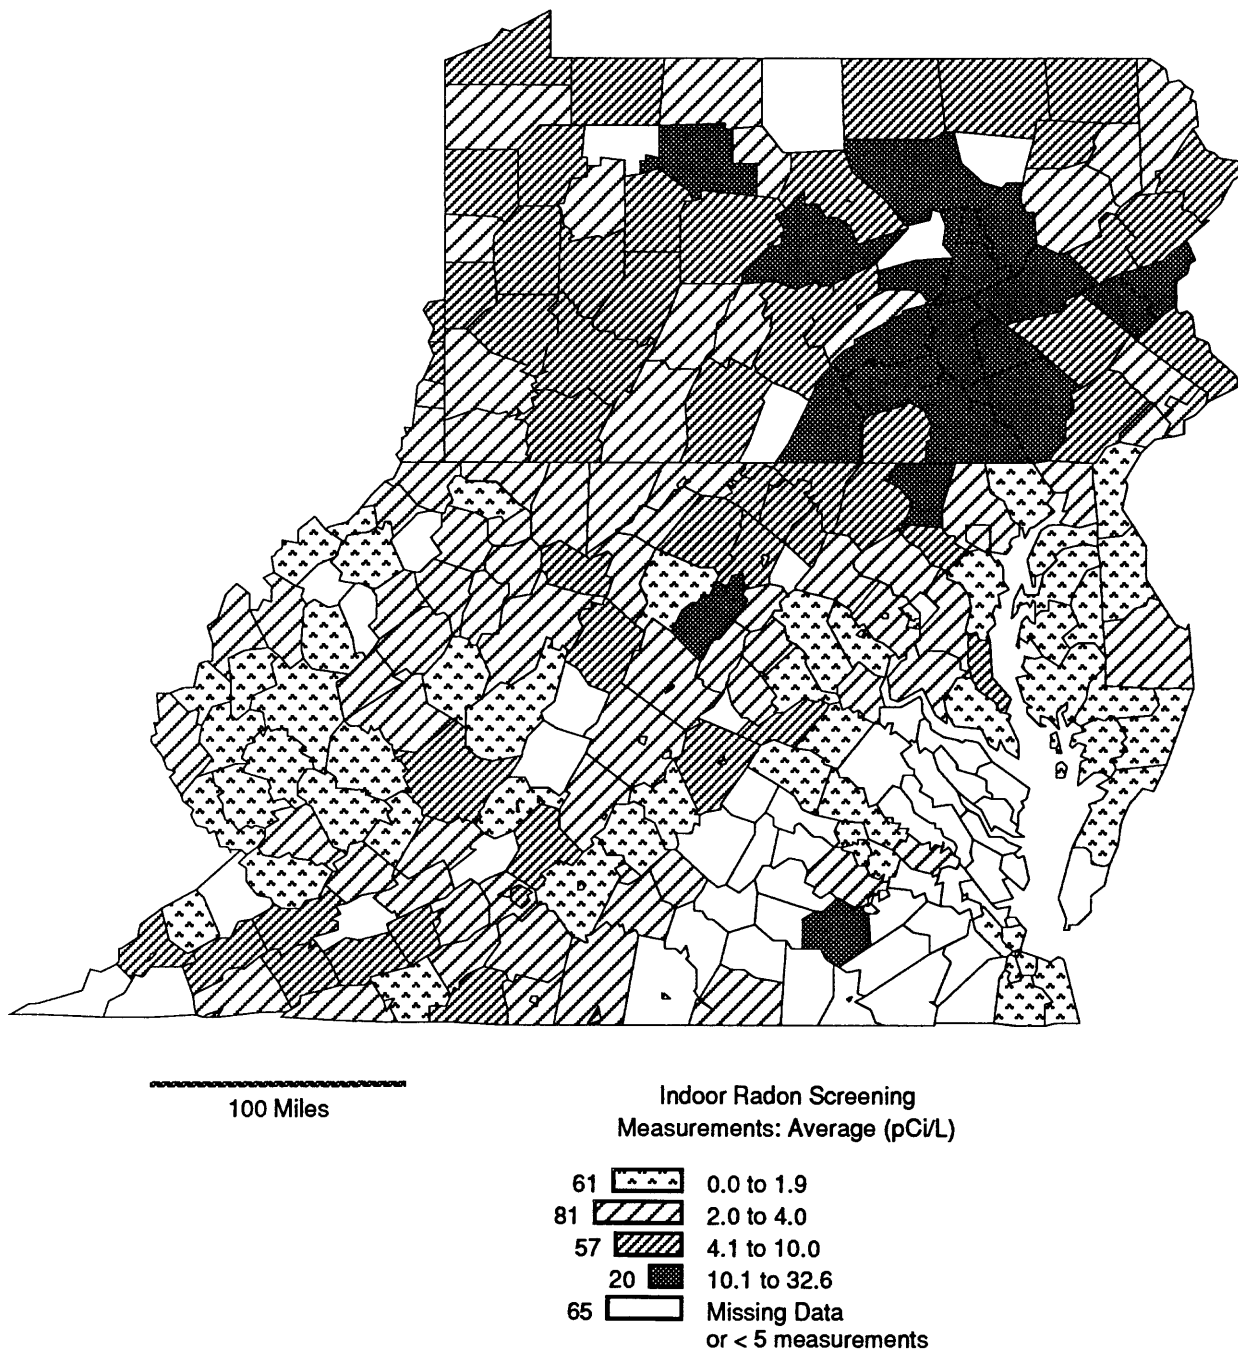 100 Miles
Indoor Radon Screening
Measurements: Average (pCi/L)
61 0.0 to 1.9
81 2.0 to 4.0
57 4.1 to 10.0
20 10.1 to 32.6
65 Missing Data
or < 5 measurements